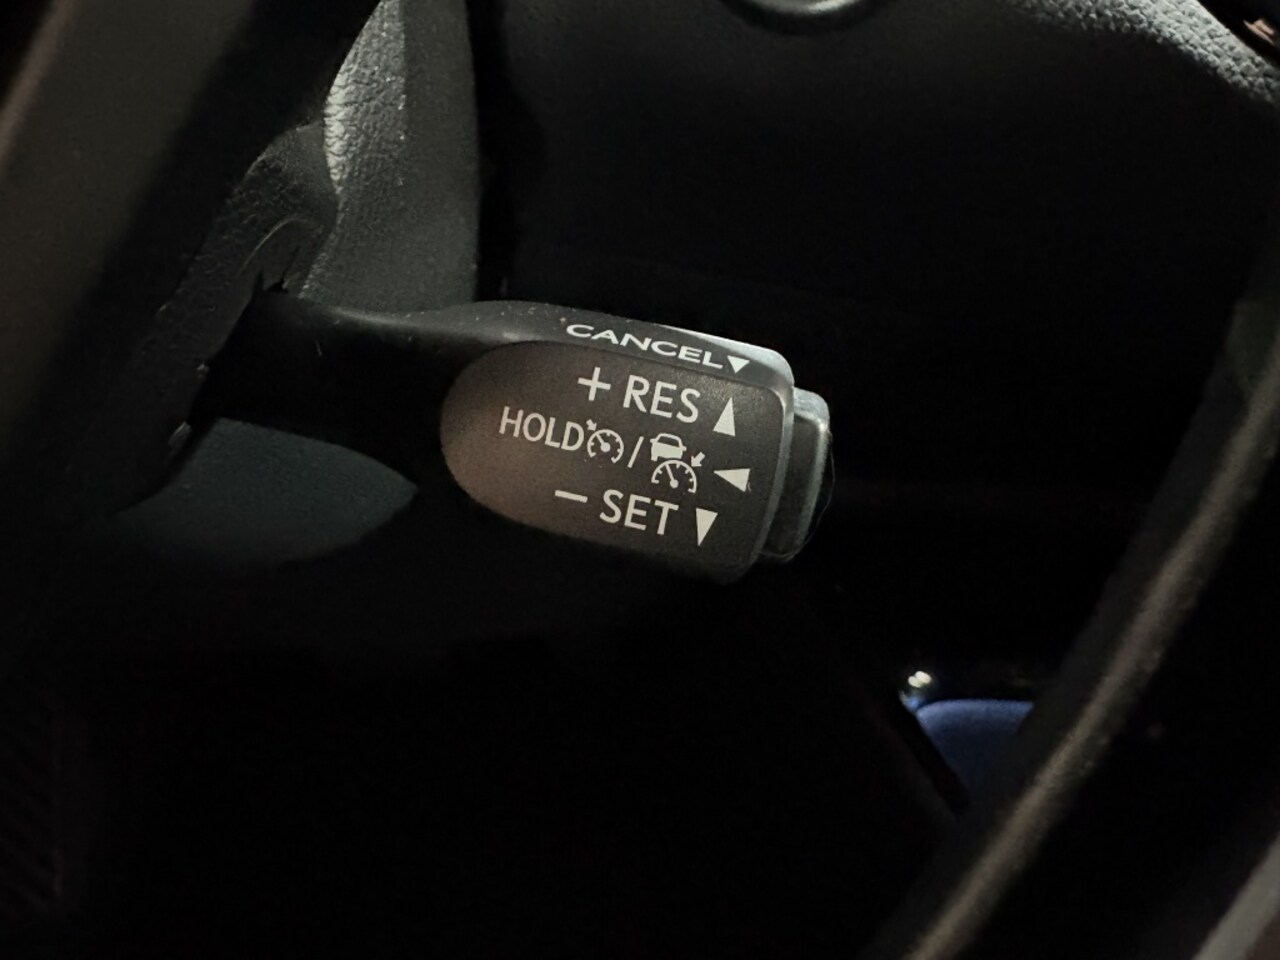 CANCEL▼
+ RES ▲
HOLD / ◀
− SET ▼